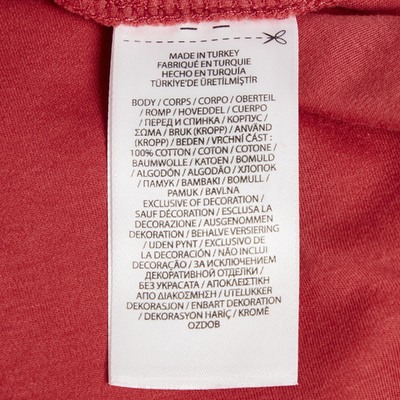 MADE IN TURKEY
FABRIQUÉ EN TURQUIE
HECHO EN TURQUÍA
TÜRKİYE'DE ÜRETİLMİŞTİR
BODY / CORPS / CORPO / OBERTEIL
/ ROMP / HOVEDDEL / CUERPO
/ ПЕРЕД И СПИНКА / КОРПУС /
ΣΩΜΑ / BRUK (KROPP) / ANVÄND
(KROPP) / BEDEN / VRCHNÍ ČÁST :
100% COTTON / COTON / COTONE /
BAUMWOLLE / KATOEN / BOMULD
/ ALGODÓN / ALGODÃO / ХЛОПОК
/ ПАМУК / ΒΑΜΒΑΚΙ / BOMULL /
PAMUK / BAVLNA
EXCLUSIVE OF DECORATION /
SAUF DÉCORATION / ESCLUSA LA
DECORAZIONE / AUSGENOMMEN
DEKORATION / BEHALVE VERSIERING
/ UDEN PYNT / EXCLUSIVO DE
LA DECORACIÓN / NÃO INCLUI
DECORAÇÃO / ЗА ИСКЛЮЧЕНИЕМ
ДЕКОРАТИВНОЙ ОТДЕЛКИ /
БЕЗ УКРАСАТА / ΑΠΟΚΛΕΙΣΤΙΚΗ
ΑΠΟ ΔΙΑΚΟΣΜΗΣΗ / UTELUKKER
DEKORASJON / ENBART DEKORATION
/ DEKORASYON HARİÇ / KROMĚ
OZDOB